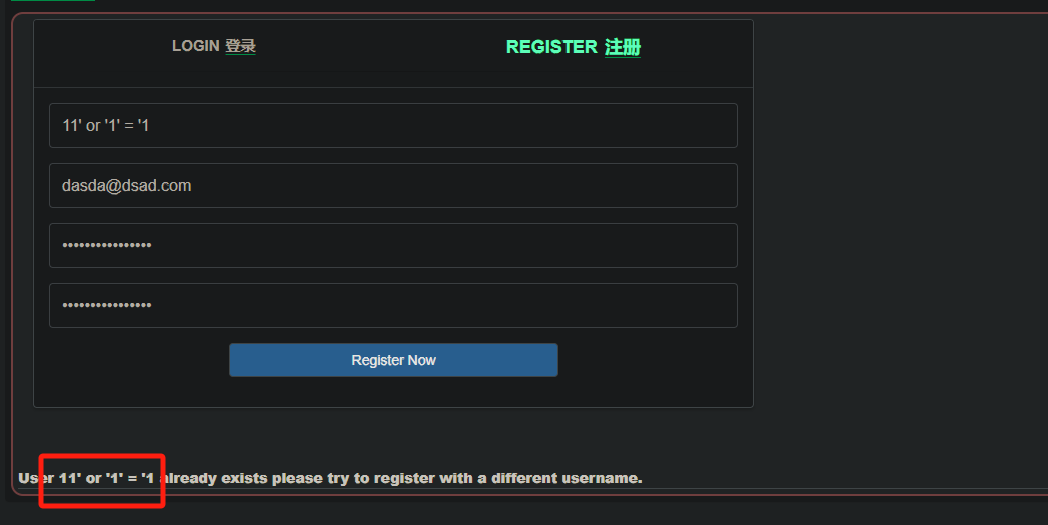 LOGIN 登录 REGISTER 注册
11' or '1' = '1
dasda@dsad.com
••••••••••••••••
••••••••••••••••
Register Now
User 11' or '1' = '1 already exists please try to register with a different username.